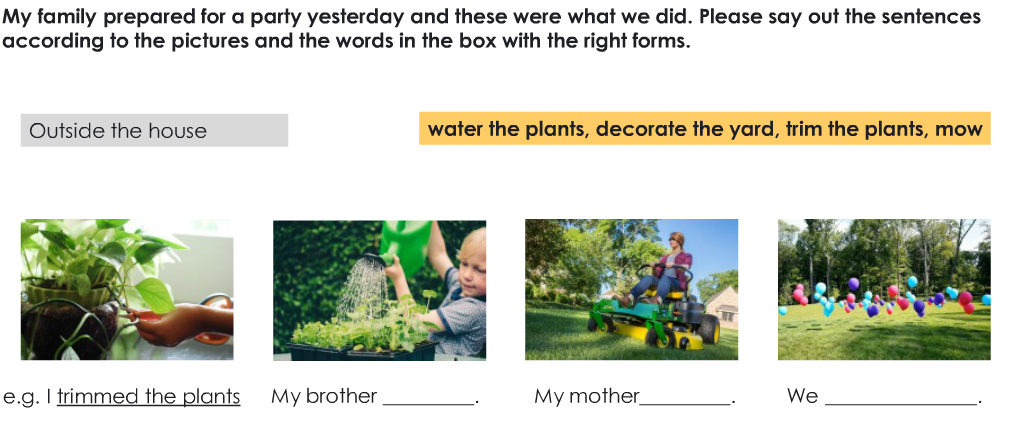 My family prepared for a party yesterday and these were what we did. Please say out the sentences
according to the pictures and the words in the box with the right forms.
Outside the house
water the plants, decorate the yard, trim the plants, mow
e.g. I trimmed the plants
My brother _________.
My mother_________.
We _______________.